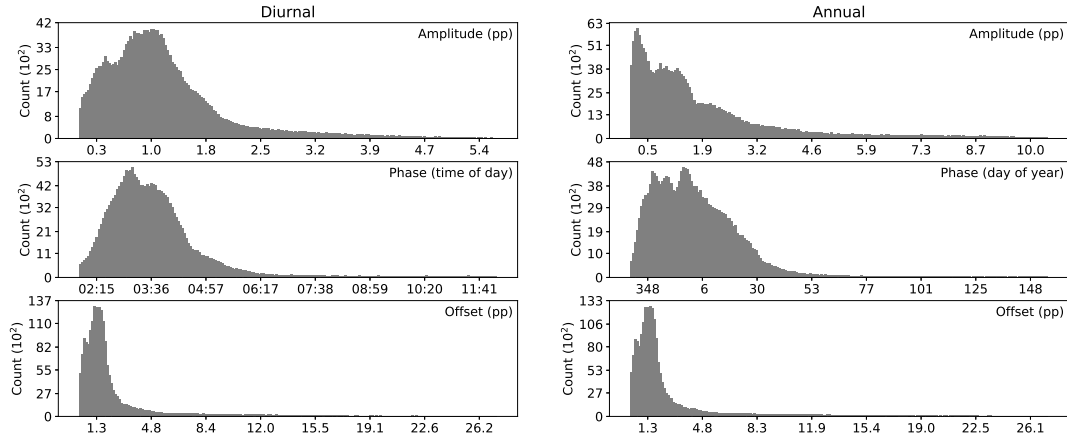 Diurnal
Annual
Amplitude (pp)
Count (10²)
42
33
25
17
8
0
0.3 1.0 1.8 2.5 3.2 3.9 4.7 5.4
Amplitude (pp)
Count (10²)
63
51
38
25
13
0
0.5 1.9 3.2 4.6 5.9 7.3 8.7 10.0
Phase (time of day)
Count (10²)
53
42
32
21
11
0
02:15 03:36 04:57 06:17 07:38 08:59 10:20 11:41
Phase (day of year)
Count (10²)
48
38
29
19
10
0
348 6 30 53 77 101 125 148
Offset (pp)
Count (10²)
137
110
82
55
27
0
1.3 4.8 8.4 12.0 15.5 19.1 22.6 26.2
Offset (pp)
Count (10²)
133
106
80
53
27
0
1.3 4.8 8.3 11.9 15.4 19.0 22.5 26.1